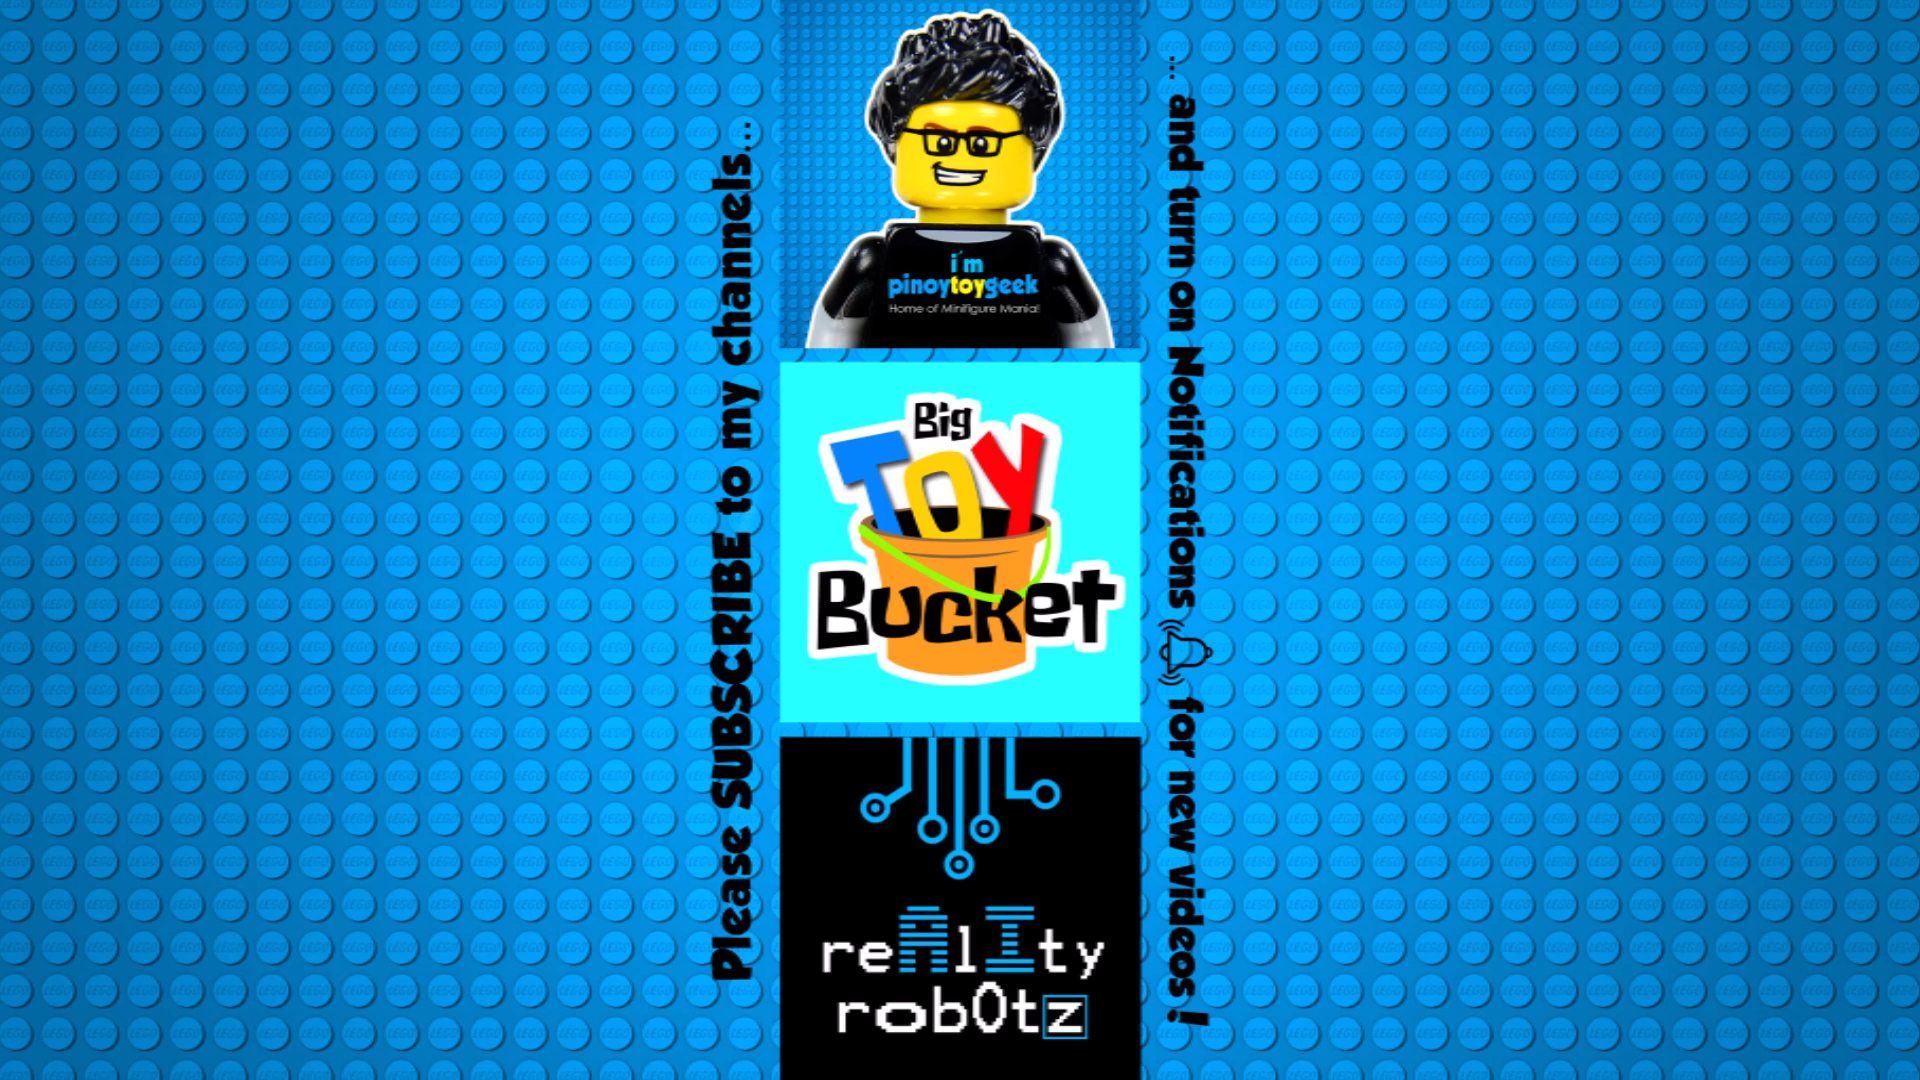 Please SUBSCRIBE to my channels...
i'm
pinoytoygeek
Home of Minifigure Mania!
Big
TOY
Bucket
reAlIty
rob0tz
... and turn on Notifications for new videos!